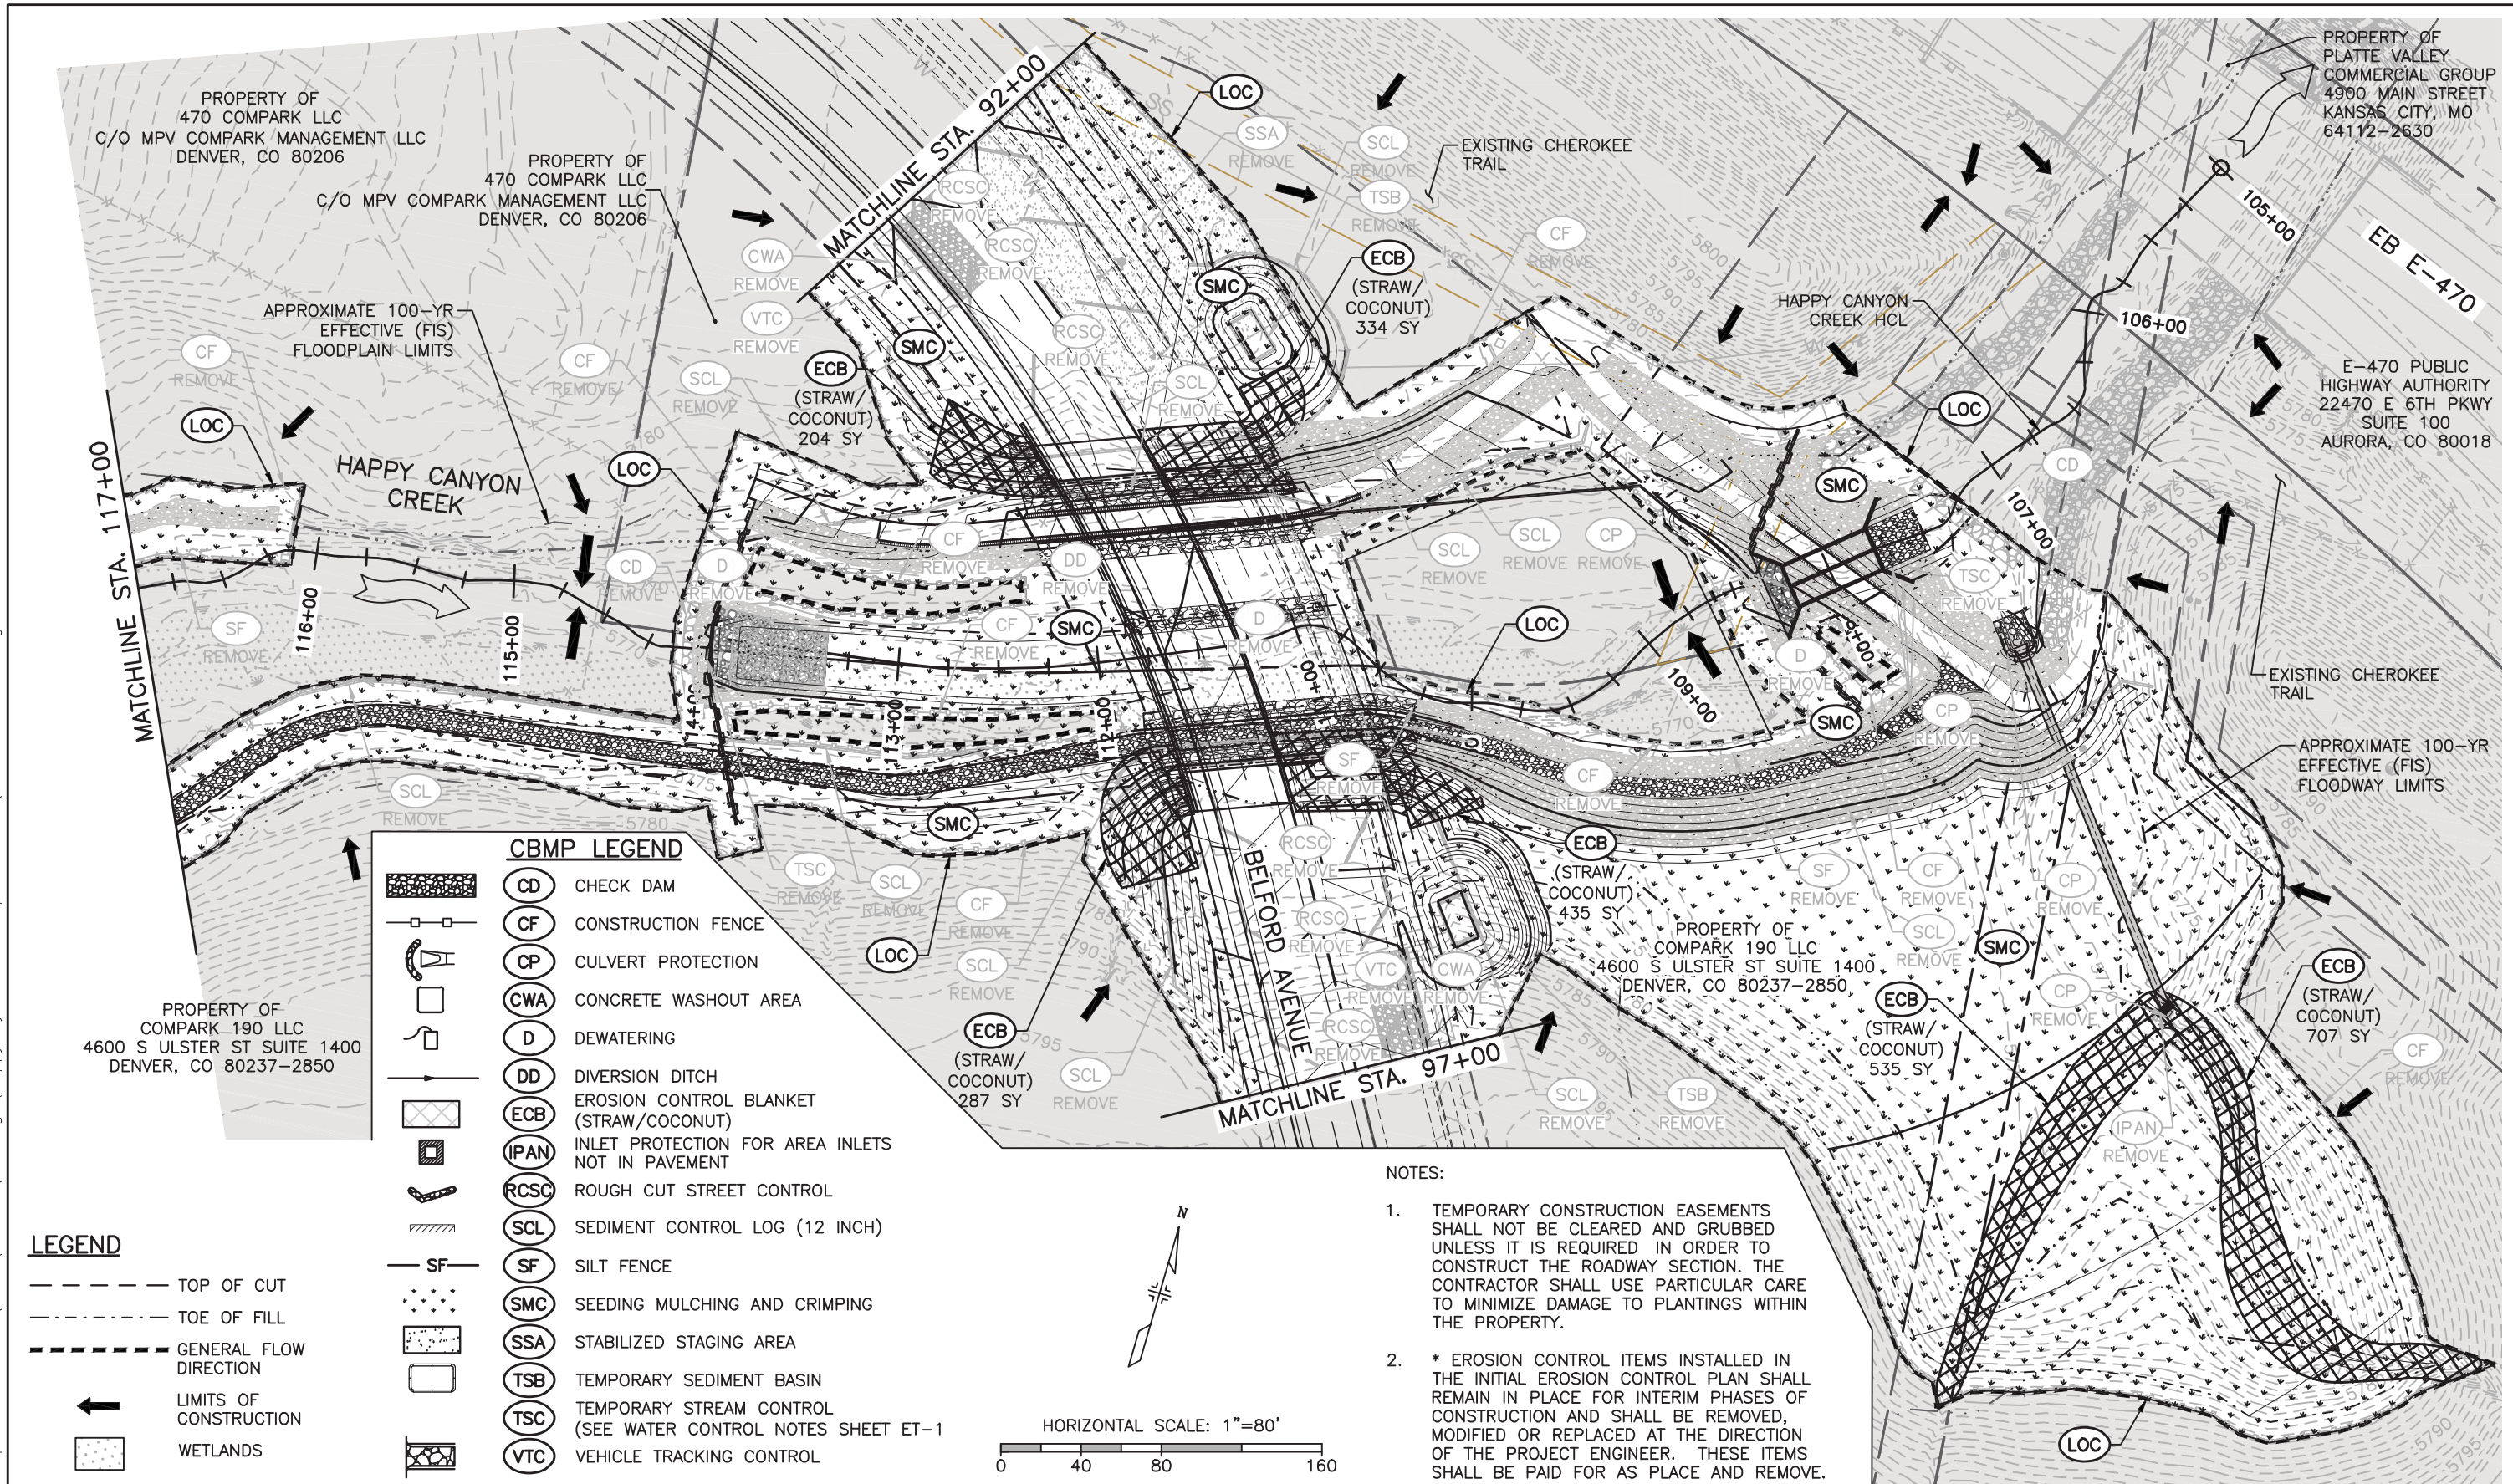 PROPERTY OF
470 COMPARK LLC
C/O MPV COMPARK MANAGEMENT LLC
DENVER, CO 80206
PROPERTY OF
470 COMPARK LLC
C/O MPV COMPARK MANAGEMENT LLC
DENVER, CO 80206
APPROXIMATE 100-YR
EFFECTIVE (FIS)
FLOODPLAIN LIMITS
MATCHLINE STA. 92+00
LOC
SSA
REMOVE
SCL
REMOVE
TSB
REMOVE
EXISTING CHEROKEE
TRAIL
PROPERTY OF
PLATTE VALLEY
COMMERCIAL GROUP
4900 MAIN STREET
KANSAS CITY, MO
64112-2630
RCSC
REMOVE
RCSC
REMOVE
CWA
REMOVE
VTC
REMOVE
RCSC
REMOVE
SMC
SMC
ECB
(STRAW/
COCONUT)
334 SY
CF
REMOVE
5800
5795
5790
5785
105+00
EB E-470
HAPPY CANYON
CREEK HCL
106+00
E-470 PUBLIC
HIGHWAY AUTHORITY
22470 E 6TH PKWY
SUITE 100
AURORA, CO 80018
CF
REMOVE
CF
REMOVE
SCL
REMOVE
ECB
(STRAW/
COCONUT)
204 SY
SCL
REMOVE
LOC
LOC
LOC
5780
HAPPY CANYON
CREEK
MATCHLINE STA. 117+00
CD
SMC
107+00
CF
REMOVE
DD
REMOVE
SCL
REMOVE
SCL
REMOVE
CP
REMOVE
CD
REMOVE
D
REMOVE
TSC
REMOVE
SF
REMOVE
116+00
115+00
CF
REMOVE
SMC
D
REMOVE
LOC
D
REMOVE
109+00
5770
SMC
CP
REMOVE
EXISTING CHEROKEE
TRAIL
14+00
113+00
12+00
SF
REMOVE
CF
REMOVE
APPROXIMATE 100-YR
EFFECTIVE (FIS)
FLOODWAY LIMITS
SCL
REMOVE
5775
5780
SMC
TSC
REMOVE
SCL
REMOVE
CF
REMOVE
SCL
REMOVE
LOC
5785
5790
5795
RCSC
REMOVE
RCSC
REMOVE
VTC
REMOVE
CWA
REMOVE
RCSC
REMOVE
BELFORD AVENUE
MATCHLINE STA. 97+00
ECB
(STRAW/
COCONUT)
435 SY
SF
REMOVE
CF
REMOVE
CP
REMOVE
SCL
REMOVE
SMC
PROPERTY OF
COMPARK 190 LLC
4600 S ULSTER ST SUITE 1400
DENVER, CO 80237-2850
CP
REMOVE
ECB
(STRAW/
COCONUT)
535 SY
ECB
(STRAW/
COCONUT)
707 SY
CF
REMOVE
IPAN
REMOVE
ECB
(STRAW/
COCONUT)
287 SY
SCL
REMOVE
SCL
REMOVE
TSB
REMOVE
LOC
5790
5795
PROPERTY OF
COMPARK 190 LLC
4600 S ULSTER ST SUITE 1400
DENVER, CO 80237-2850
CBMP LEGEND
CD CHECK DAM
CF CONSTRUCTION FENCE
CP CULVERT PROTECTION
CWA CONCRETE WASHOUT AREA
D DEWATERING
DD DIVERSION DITCH
ECB EROSION CONTROL BLANKET
(STRAW/COCONUT)
IPAN INLET PROTECTION FOR AREA INLETS
NOT IN PAVEMENT
RCSC ROUGH CUT STREET CONTROL
SCL SEDIMENT CONTROL LOG (12 INCH)
SF SF SILT FENCE
SMC SEEDING MULCHING AND CRIMPING
SSA STABILIZED STAGING AREA
TSB TEMPORARY SEDIMENT BASIN
TSC TEMPORARY STREAM CONTROL
(SEE WATER CONTROL NOTES SHEET ET-1
VTC VEHICLE TRACKING CONTROL
LEGEND
TOP OF CUT
TOE OF FILL
GENERAL FLOW
DIRECTION
LIMITS OF
CONSTRUCTION
WETLANDS
N
HORIZONTAL SCALE: 1"=80'
0 40 80 160
NOTES:
1. TEMPORARY CONSTRUCTION EASEMENTS
SHALL NOT BE CLEARED AND GRUBBED
UNLESS IT IS REQUIRED IN ORDER TO
CONSTRUCT THE ROADWAY SECTION. THE
CONTRACTOR SHALL USE PARTICULAR CARE
TO MINIMIZE DAMAGE TO PLANTINGS WITHIN
THE PROPERTY.
2. * EROSION CONTROL ITEMS INSTALLED IN
THE INITIAL EROSION CONTROL PLAN SHALL
REMAIN IN PLACE FOR INTERIM PHASES OF
CONSTRUCTION AND SHALL BE REMOVED,
MODIFIED OR REPLACED AT THE DIRECTION
OF THE PROJECT ENGINEER. THESE ITEMS
SHALL BE PAID FOR AS PLACE AND REMOVE.